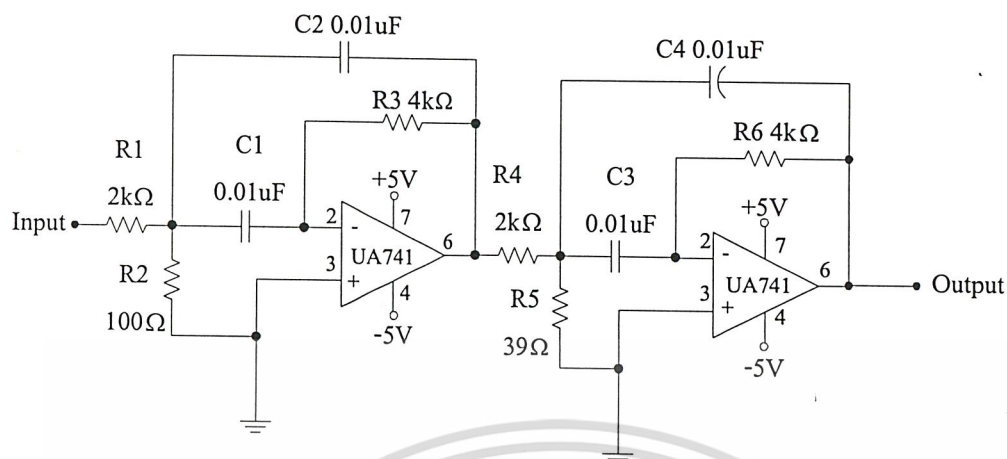 C2 0.01uF
C4 0.01uF
R3 4kΩ
R6 4kΩ
R1
C1
R4
C3
2kΩ
0.01uF
+5V
2kΩ
0.01uF
+5V
Input
2
-
7
6
2
-
7
6
R2
3
+
UA741
4
R5
3
+
UA741
4
Output
100Ω
-5V
39Ω
-5V